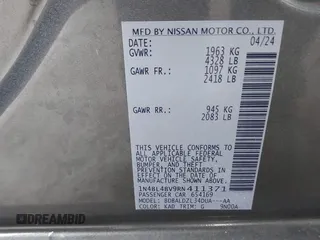 MFD BY NISSAN MOTOR CO., LTD.
DATE: 04/24
GVWR: 1963 KG
4328 LB
GAWR FR.: 1097 KG
2418 LB
GAWR RR.: 945 KG
2083 LB
THIS VEHICLE CONFORMS TO ALL
APPLICABLE U.S. FEDERAL MOTOR
VEHICLE SAFETY,
BUMPER, AND THEFT
PREVENTION STANDARDS IN
EFFECT ON THE DATE OF
MANUFACTURE SHOWN ABOVE.
1N4BL4BV9RN411371
PASSENGER CAR 654169
MODEL: BDBALDZL34DUA---AA
COLOR: KAD TRIM: G
DIDBAMBID